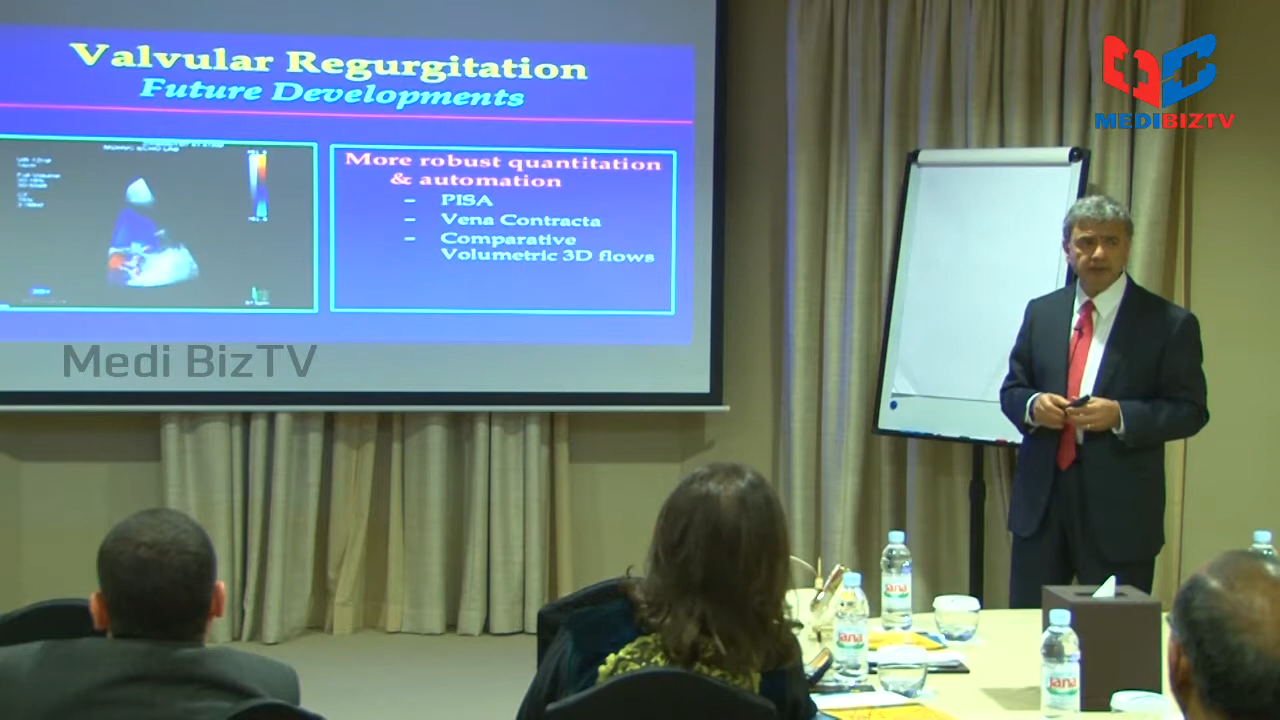 Valvular Regurgitation
Future Developments
More robust quantitation
& automation
- PISA
- Vena Contracta
- Comparative
Volumetric 3D flows
MEDIBIZTV
Medi BizTV
jana
jana
jana